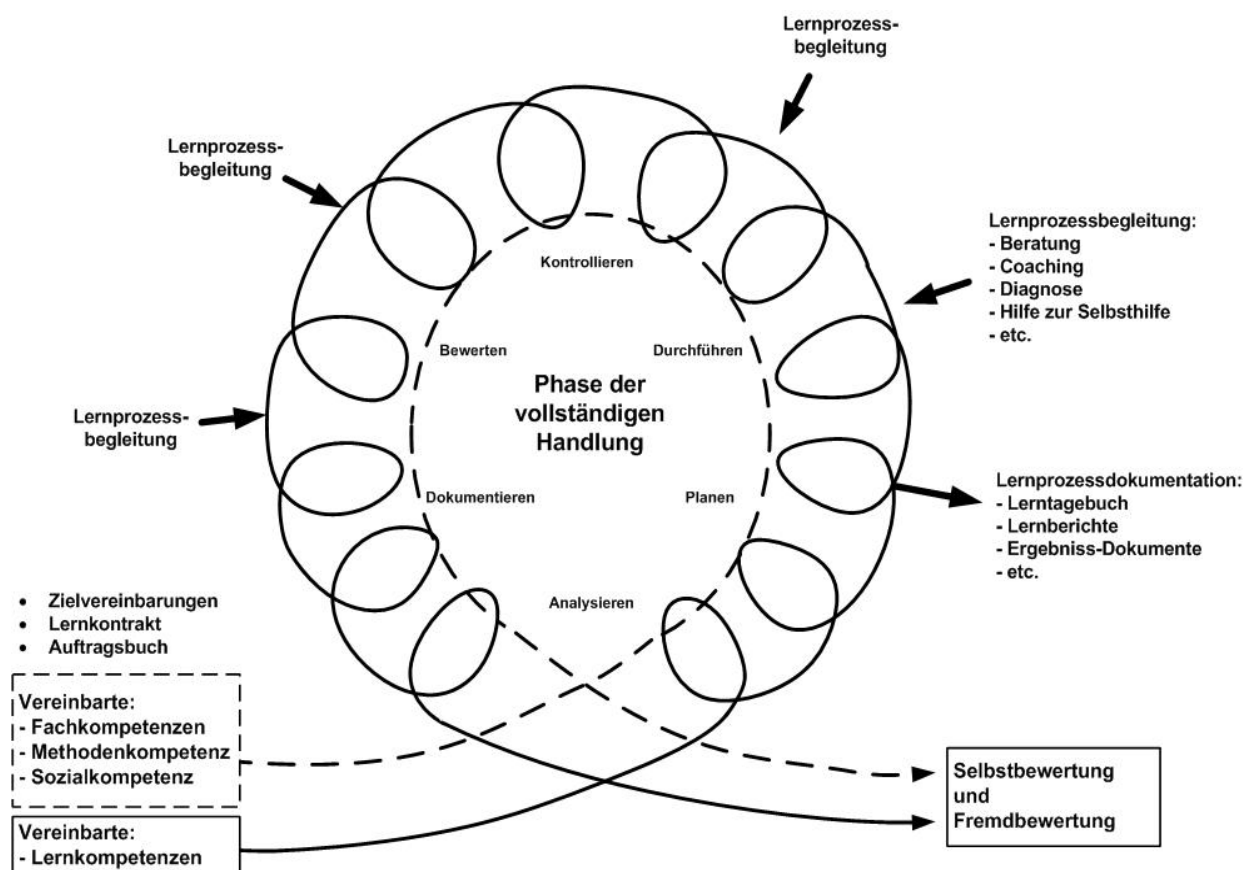 Lernprozess-
begleitung
Lernprozess-
begleitung
Lernprozessbegleitung:
- Beratung
- Coaching
- Diagnose
- Hilfe zur Selbsthilfe
- etc.
Kontrollieren
Bewerten
Durchführen
Phase der
vollständigen
Handlung
Lernprozess-
begleitung
Dokumentieren
Planen
Lernprozessdokumentation:
- Lerntagebuch
- Lernberichte
- Ergebniss-Dokumente
- etc.
Analysieren
• Zielvereinbarungen
• Lernkontrakt
• Auftragsbuch
Vereinbarte:
- Fachkompetenzen
- Methodenkompetenz
- Sozialkompetenz
Selbstbewertung
und
Fremdbewertung
Vereinbarte:
- Lernkompetenzen